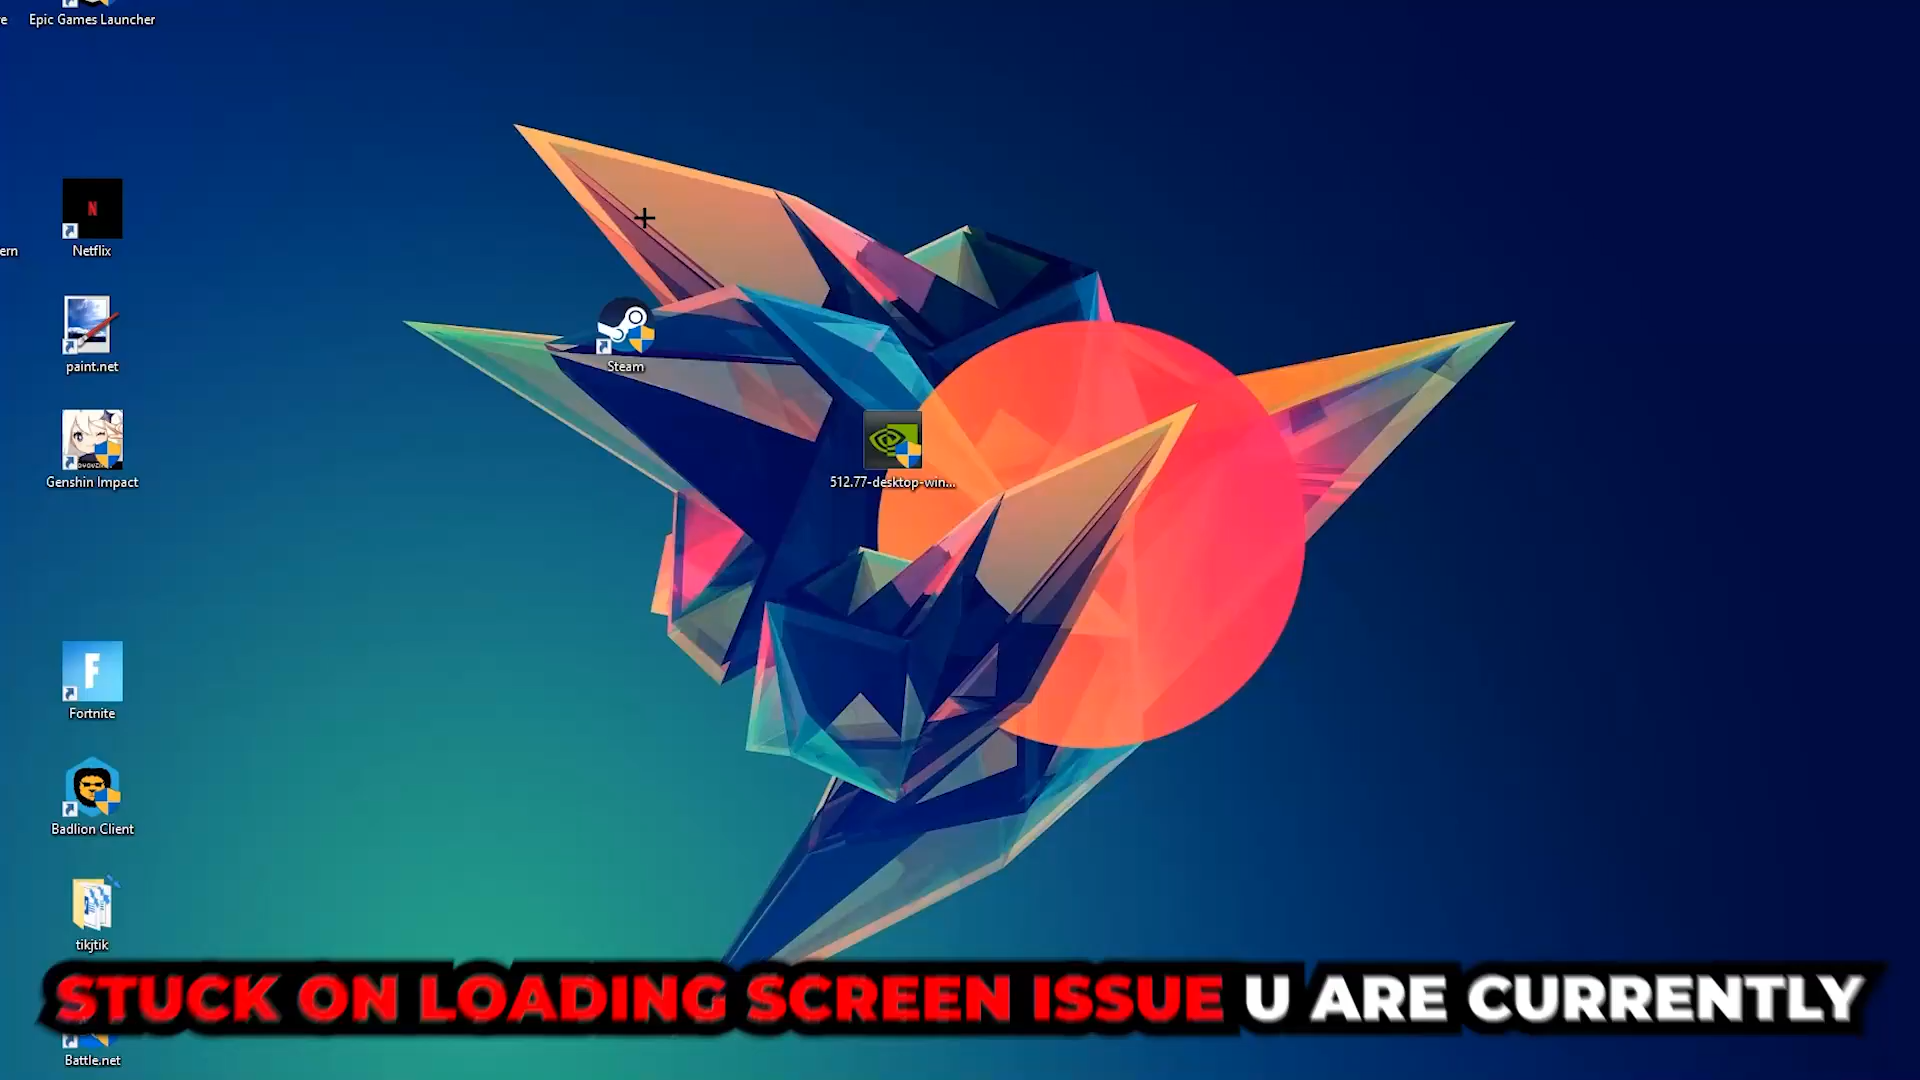 Epic Games Launcher
Netflix
ern
paint.net
Steam
Genshin Impact
512.77-desktop-win...
Fortnite
Badlion Client
tikjtik
STUCK ON LOADING SCREEN ISSUE U ARE CURRENTLY
Battle.net